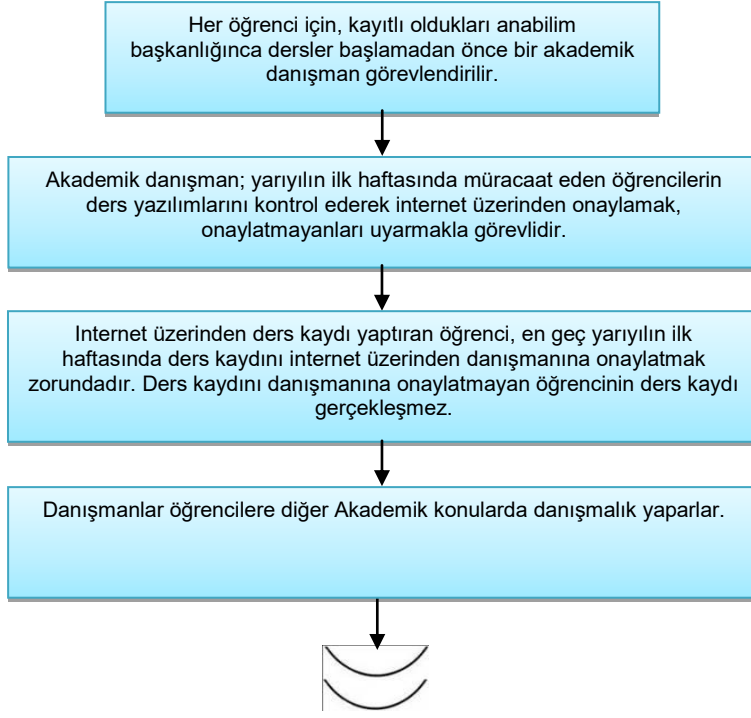 Her öğrenci için, kayıtlı oldukları anabilim
başkanlığınca dersler başlamadan önce bir akademik
danışman görevlendirilir.
Akademik danışman; yarıyılın ilk haftasında müracaat eden öğrencilerin
ders yazılımlarını kontrol ederek internet üzerinden onaylamak,
onaylatmayanları uyarmakla görevlidir.
Internet üzerinden ders kaydı yaptıran öğrenci, en geç yarıyılın ilk
haftasında ders kaydını internet üzerinden danışmanına onaylatmak
zorundadır. Ders kaydını danışmanına onaylatmayan öğrencinin ders kaydı
gerçekleşmez.
Danışmanlar öğrencilere diğer Akademik konularda danışmalık yaparlar.